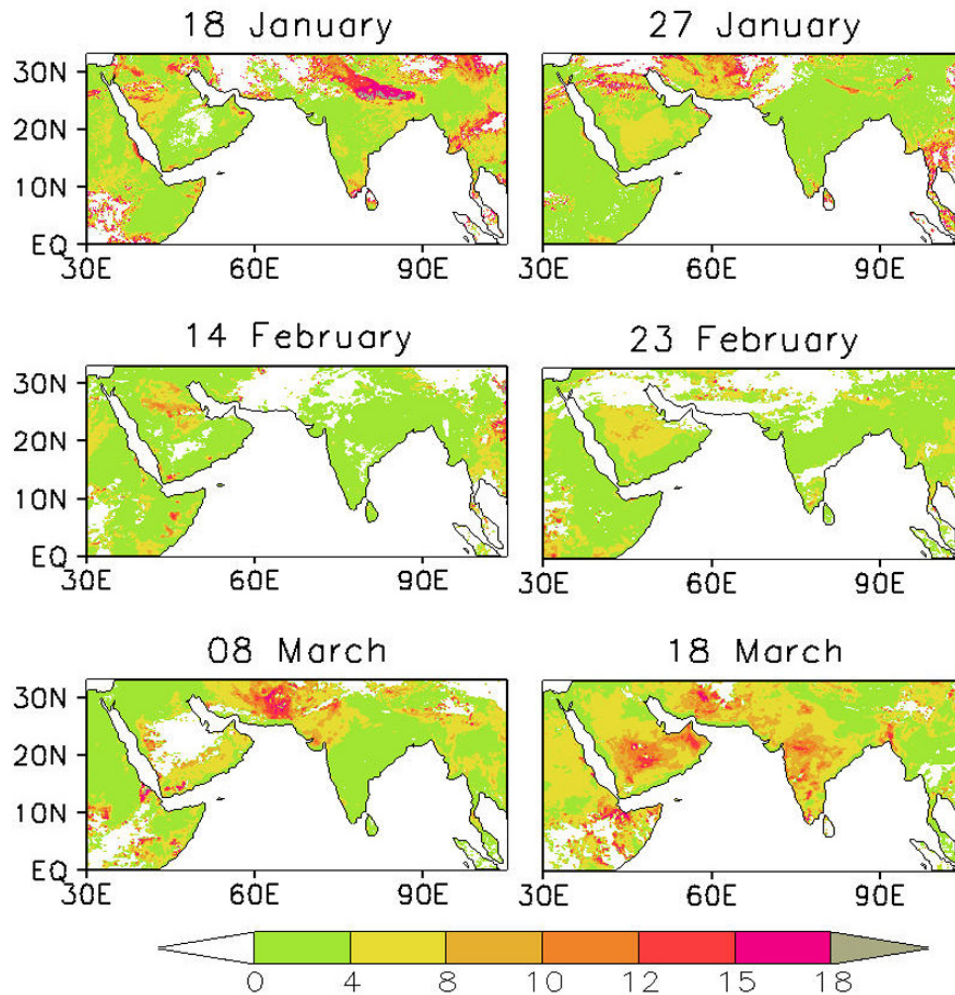 18 January
27 January
30N
20N
10N
EQ
30E
60E
90E
30E
60E
90E
14 February
23 February
30N
20N
10N
EQ
30E
60E
90E
30E
60E
90E
08 March
18 March
30N
20N
10N
EQ
30E
60E
90E
30E
60E
90E
0
4
8
10
12
15
18